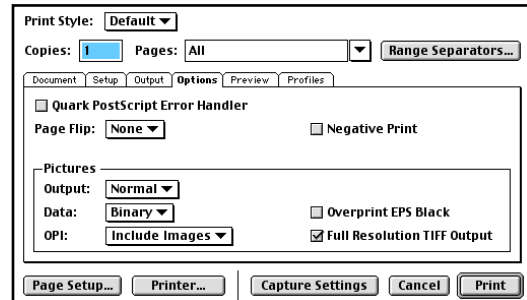 Print Style: Default
Copies: 1 Pages: All Range Separators...
Document Setup Output Options Preview Profiles
Quark PostScript Error Handler
Page Flip: None Negative Print
Pictures
Output: Normal
Data: Binary Overprint EPS Black
OPI: Include Images Full Resolution TIFF Output
Page Setup... Printer... Capture Settings Cancel Print